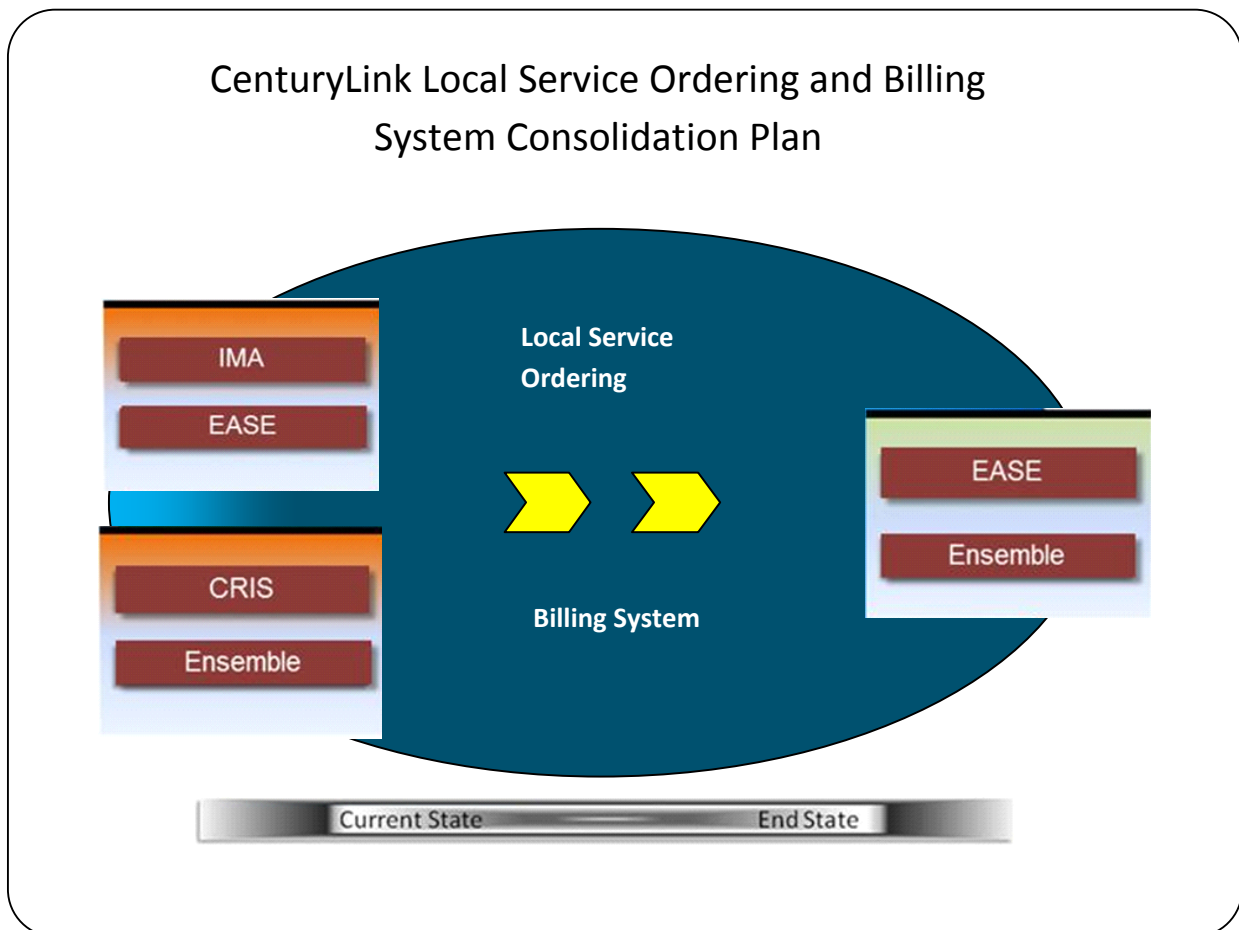 CenturyLink Local Service Ordering and Billing
System Consolidation Plan
IMA
EASE
Local Service
Ordering
CRIS
Ensemble
Billing System
EASE
Ensemble
Current State
End State